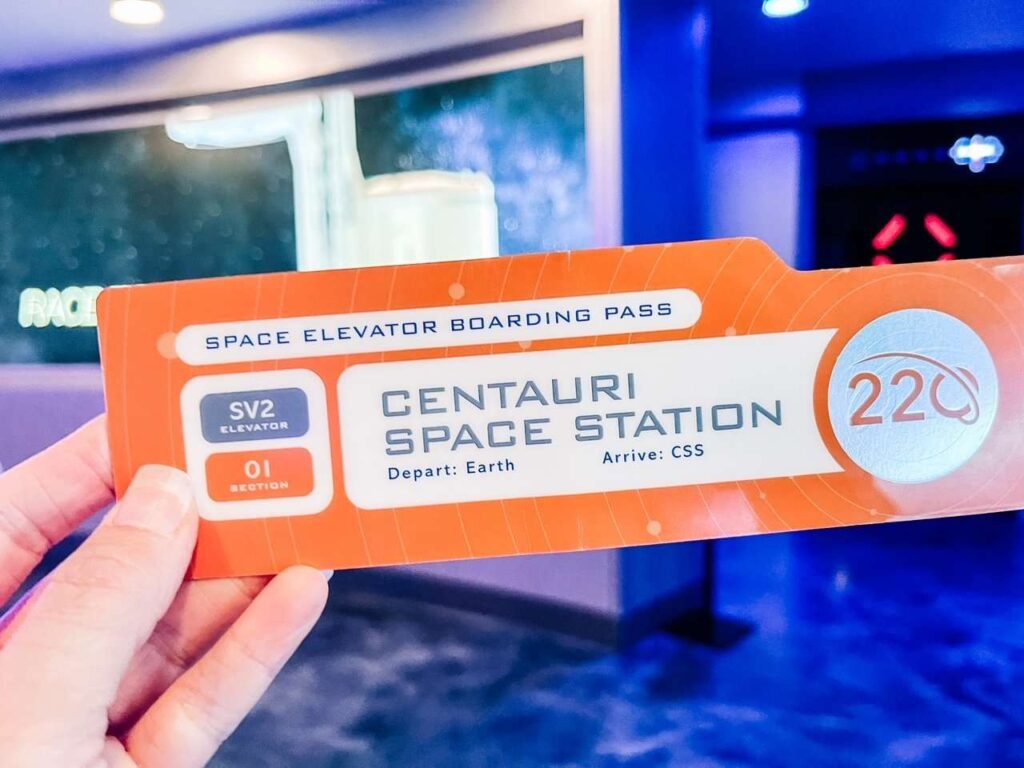 SPACE ELEVATOR BOARDING PASS
SV2
ELEVATOR
01
SECTION
CENTAURI
SPACE STATION
Depart: Earth
Arrive: CSS
220